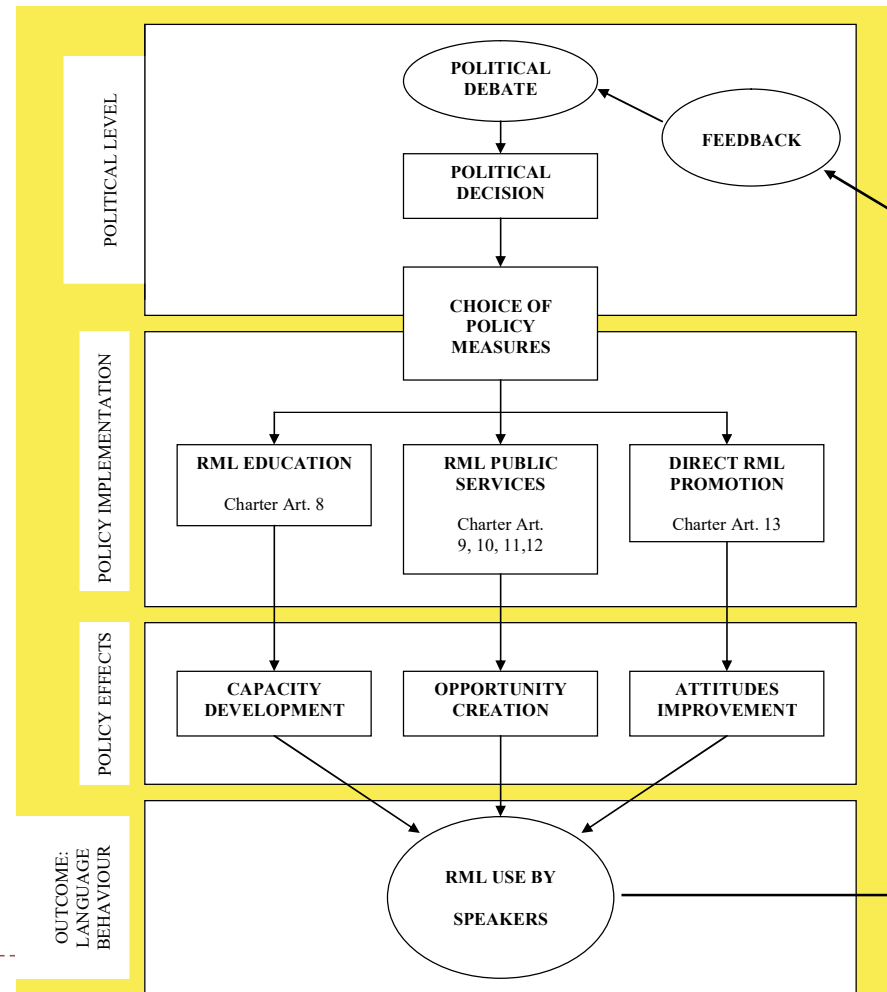 POLITICAL LEVEL
POLITICAL
DEBATE
FEEDBACK
POLITICAL
DECISION
CHOICE OF
POLICY
MEASURES
POLICY IMPLEMENTATION
RML EDUCATION
Charter Art. 8
RML PUBLIC
SERVICES
Charter Art.
9, 10, 11,12
DIRECT RML
PROMOTION
Charter Art. 13
POLICY EFFECTS
CAPACITY
DEVELOPMENT
OPPORTUNITY
CREATION
ATTITUDES
IMPROVEMENT
OUTCOME:
LANGUAGE
BEHAVIOUR
RML USE BY
SPEAKERS